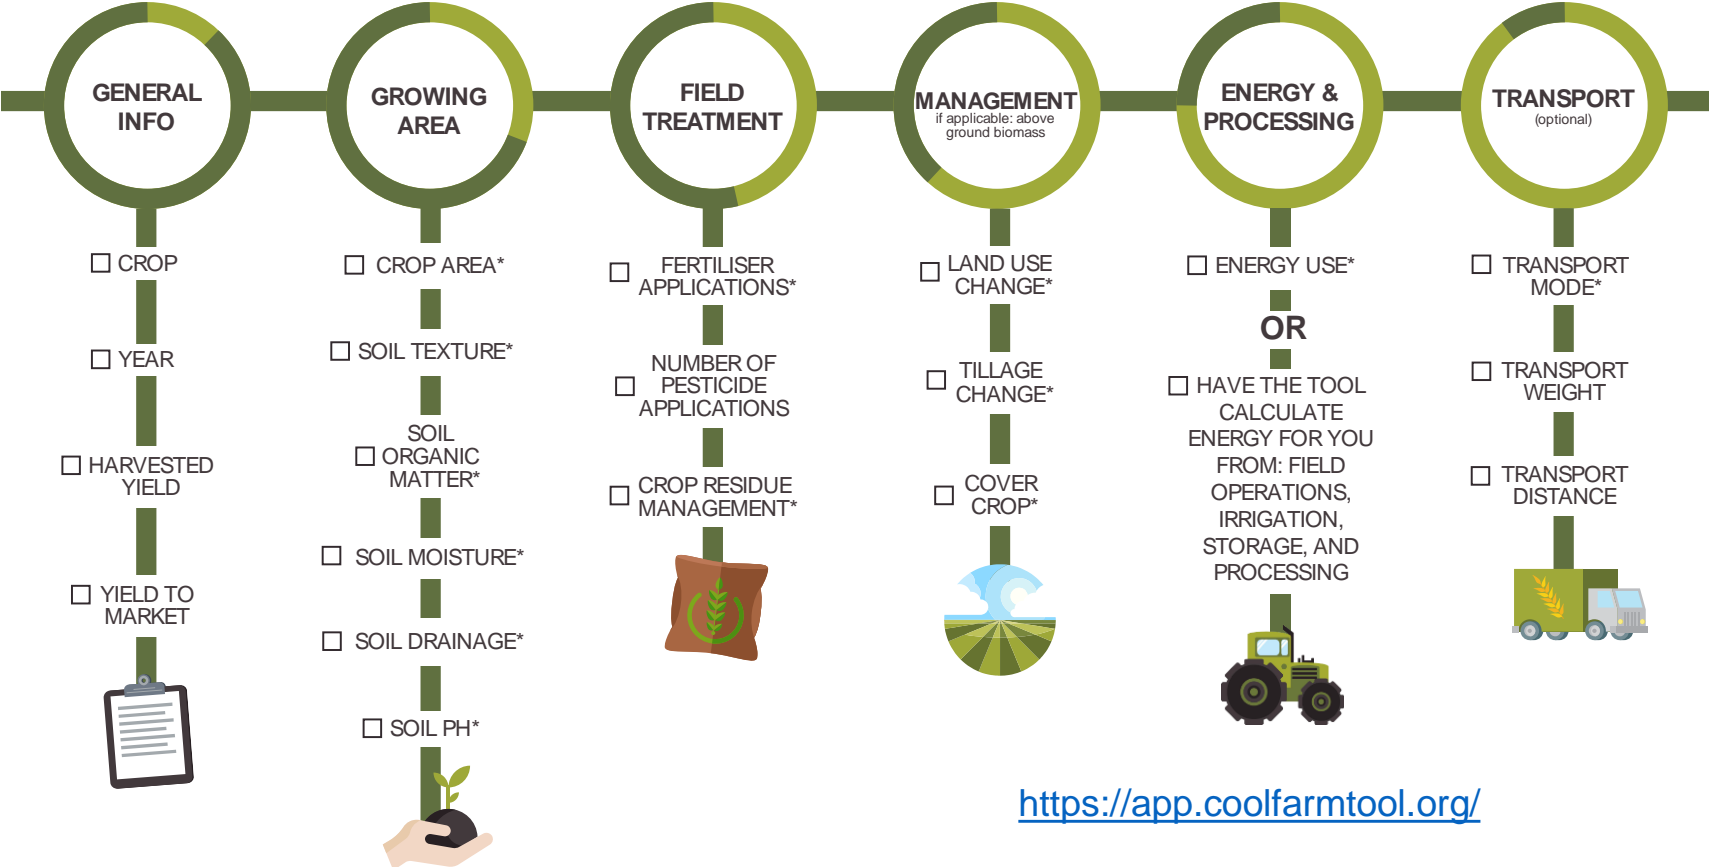 GENERAL
INFO
CROP
YEAR
HARVESTED
YIELD
YIELD TO
MARKET
GROWING
AREA
CROP AREA*
SOIL TEXTURE*
SOIL
ORGANIC
MATTER*
SOIL MOISTURE*
SOIL DRAINAGE*
SOIL PH*
FIELD
TREATMENT
FERTILISER
APPLICATIONS*
NUMBER OF
PESTICIDE
APPLICATIONS
CROP RESIDUE
MANAGEMENT*
MANAGEMENT
if applicable: above
ground biomass
LAND USE
CHANGE*
TILLAGE
CHANGE*
COVER
CROP*
ENERGY &
PROCESSING
ENERGY USE*
OR
HAVE THE TOOL
CALCULATE
ENERGY FOR YOU
FROM: FIELD
OPERATIONS,
IRRIGATION,
STORAGE, AND
PROCESSING
TRANSPORT
(optional)
TRANSPORT
MODE*
TRANSPORT
WEIGHT
TRANSPORT
DISTANCE
https://app.coolfarmtool.org/